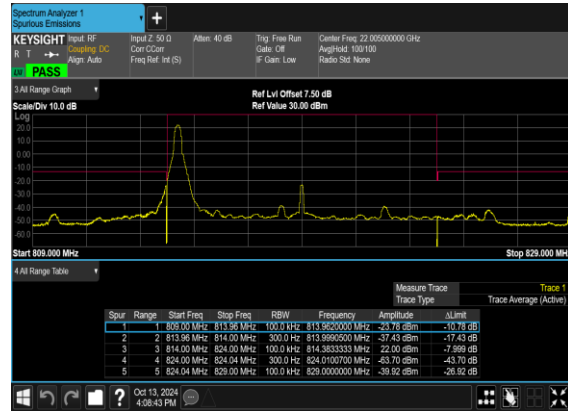 Spectrum Analyzer 1
Spurious Emissions
+
KEYSIGHT Input: RF Input Z: 50 Ω Atten: 40 dB Trig: Free Run Center Freq: 22.005000000 GHz
R T Coupling: DC Corr CCorr Gate: Off Avg|Hold: 100/100
Align: Auto Freq Ref: Int (S) IF Gain: Low Radio Std: None
LW PASS
3 All Range Graph
Ref Lvl Offset 7.50 dB
Scale/Div 10.0 dB Ref Value 30.00 dBm
Log
20.0
10.0
0.00
-10.0
-20.0
-30.0
-40.0
-50.0
-60.0
Start 809.000 MHz Stop 829.000 MH
4 All Range Table
Measure Trace Trace 1
Trace Type Trace Average (Active)
Spur Range Start Freq Stop Freq RBW Frequency Amplitude ΔLimit
1 1 809.00 MHz 813.96 MHz 100.0 kHz 813.9620000 MHz -23.78 dBm -10.78 dB
2 2 813.96 MHz 814.00 MHz 300.0 Hz 813.9990500 MHz -37.43 dBm -17.43 dB
3 3 814.00 MHz 824.00 MHz 100.0 kHz 814.3833333 MHz 22.00 dBm -7.999 dB
4 4 824.00 MHz 824.04 MHz 300.0 Hz 824.0100700 MHz -63.70 dBm -43.70 dB
5 5 824.04 MHz 829.00 MHz 100.0 kHz 829.0000000 MHz -39.92 dBm -26.92 dB
?
Oct 13, 2024
4:08:43 PM